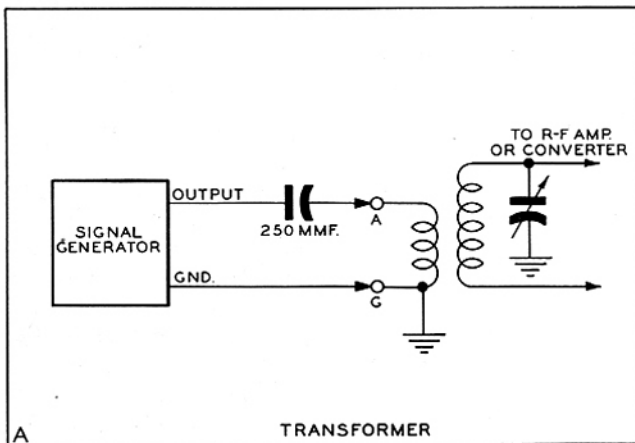 TO R-F AMP.
OR CONVERTER
OUTPUT
SIGNAL
GENERATOR
250 MMF.
A
GND.
G
A
TRANSFORMER